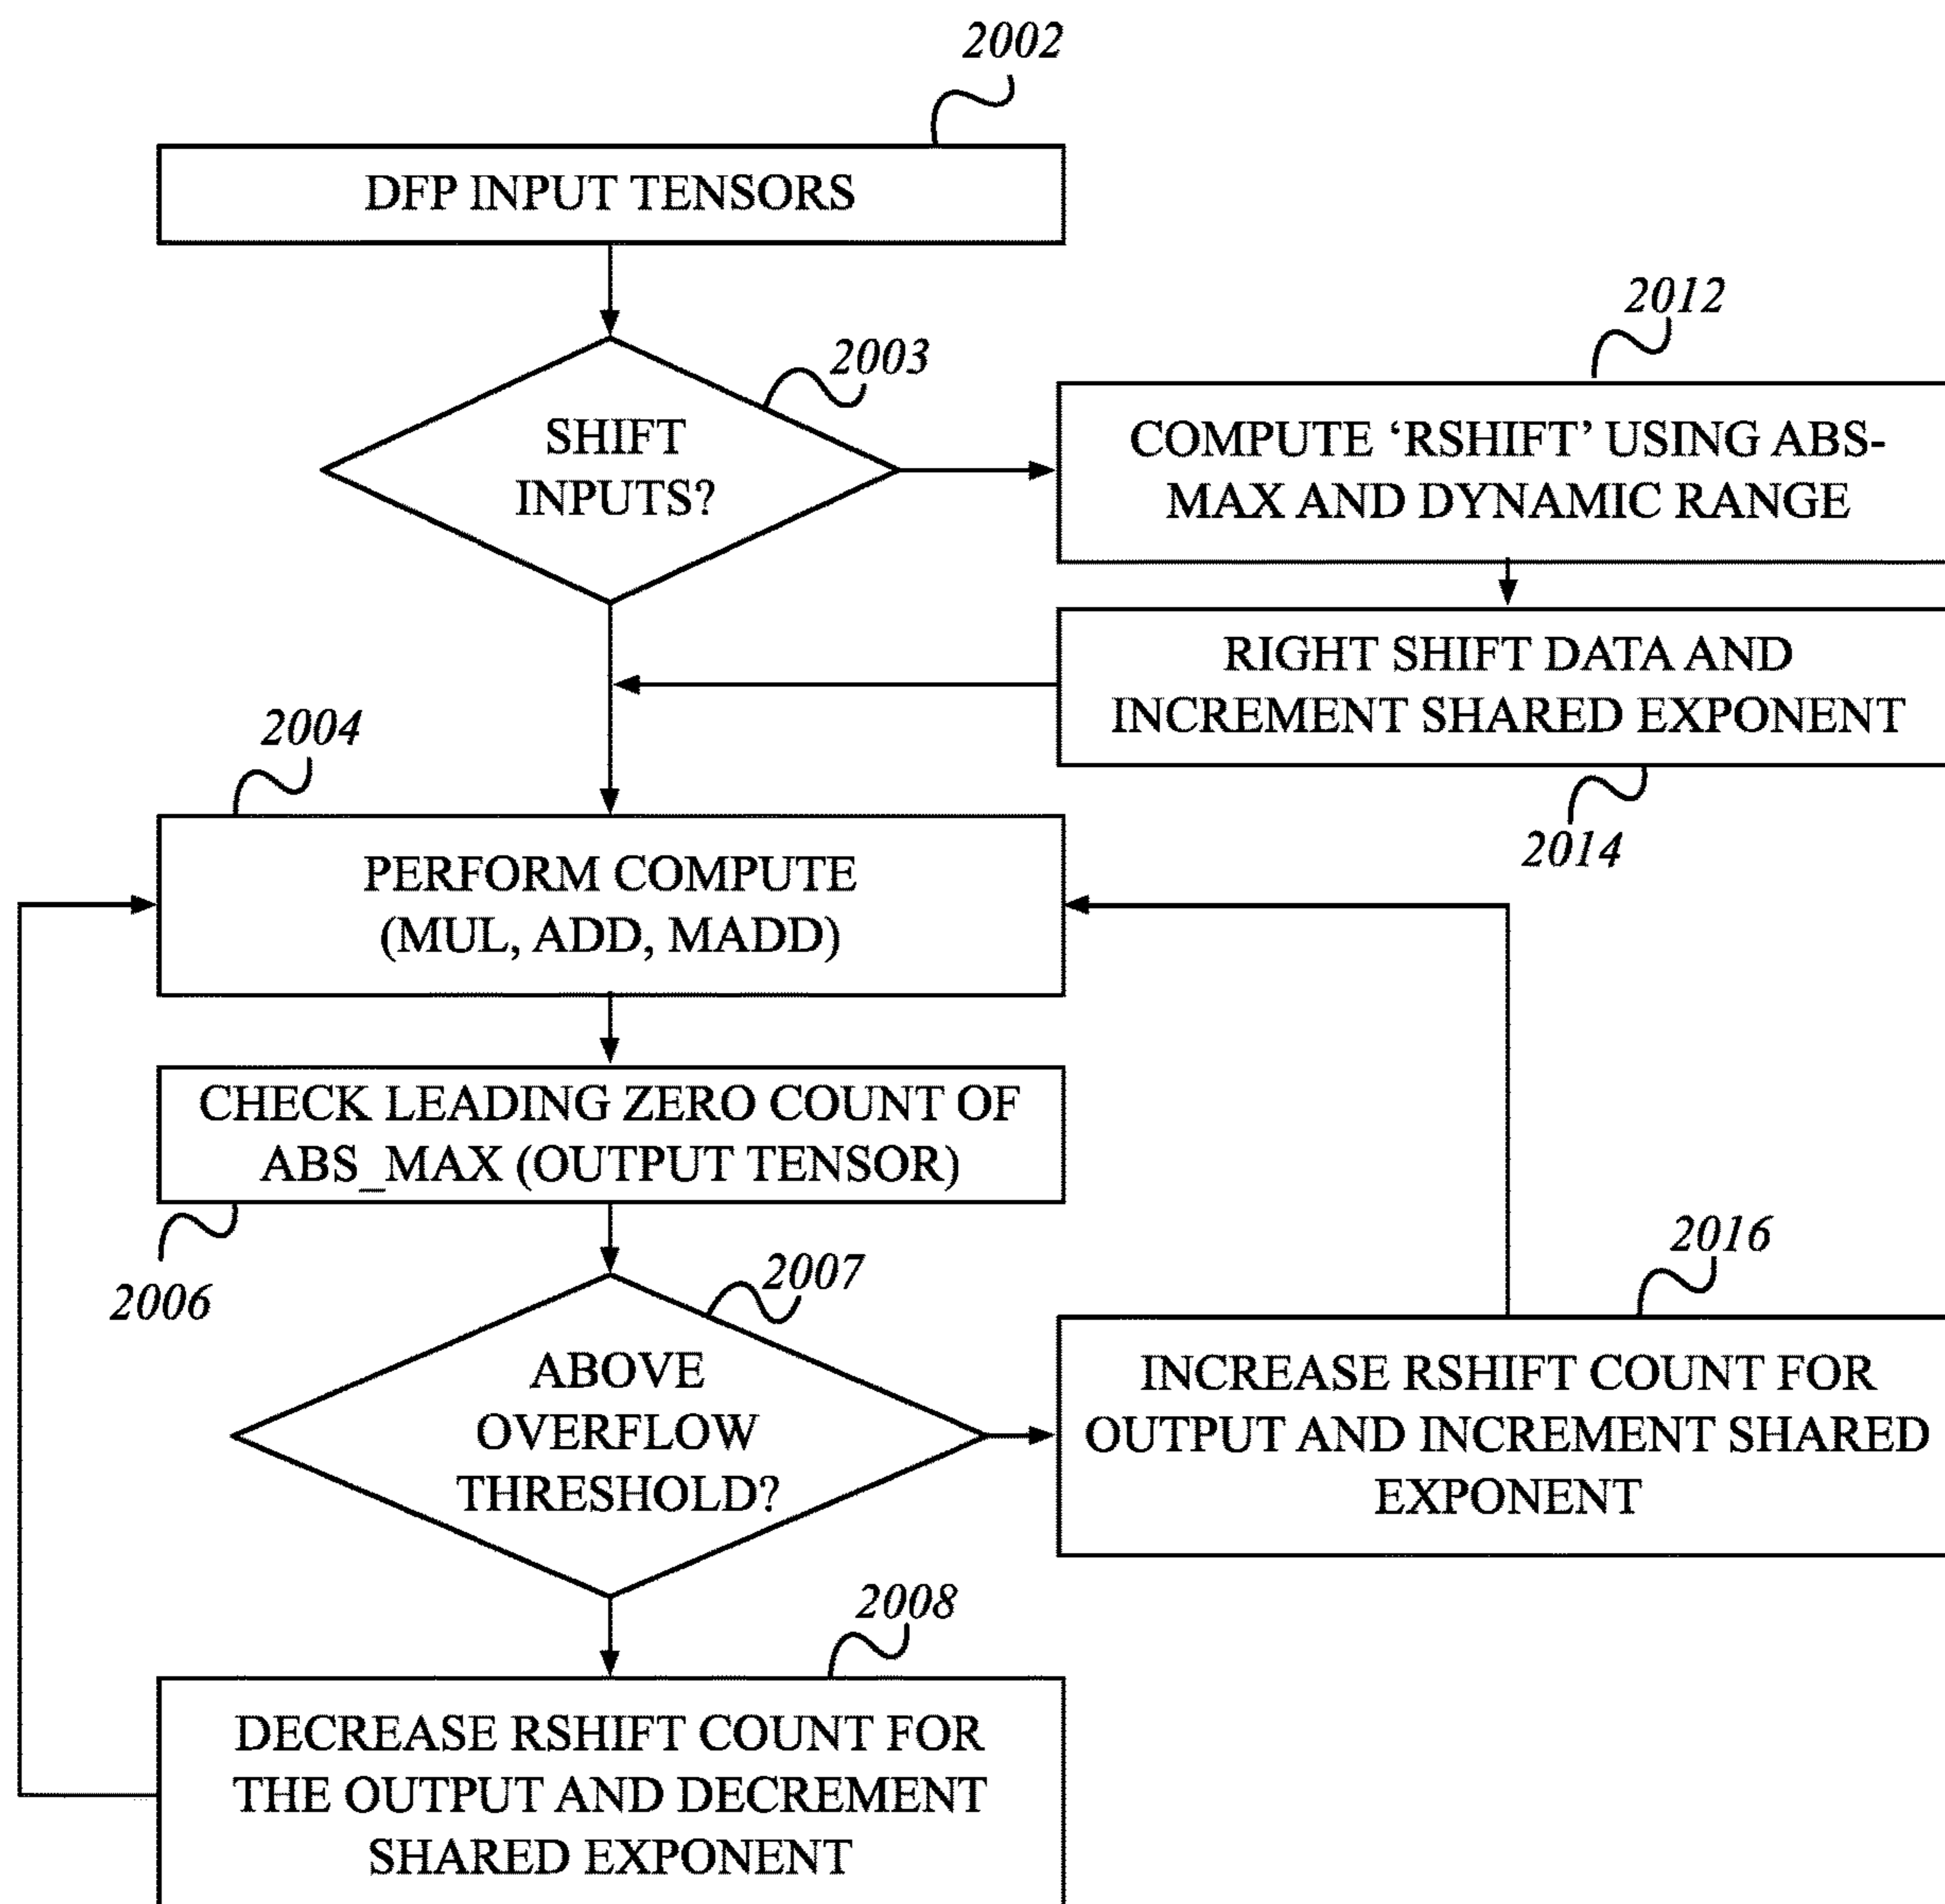 2002
DFP INPUT TENSORS
2003
SHIFT
INPUTS?
2012
COMPUTE ‘RSHIFT’ USING ABS-
MAX AND DYNAMIC RANGE
RIGHT SHIFT DATA AND
INCREMENT SHARED EXPONENT
2014
2004
PERFORM COMPUTE
(MUL, ADD, MADD)
CHECK LEADING ZERO COUNT OF
ABS_MAX (OUTPUT TENSOR)
2006
2007
ABOVE
OVERFLOW
THRESHOLD?
2016
INCREASE RSHIFT COUNT FOR
OUTPUT AND INCREMENT SHARED
EXPONENT
2008
DECREASE RSHIFT COUNT FOR
THE OUTPUT AND DECREMENT
SHARED EXPONENT